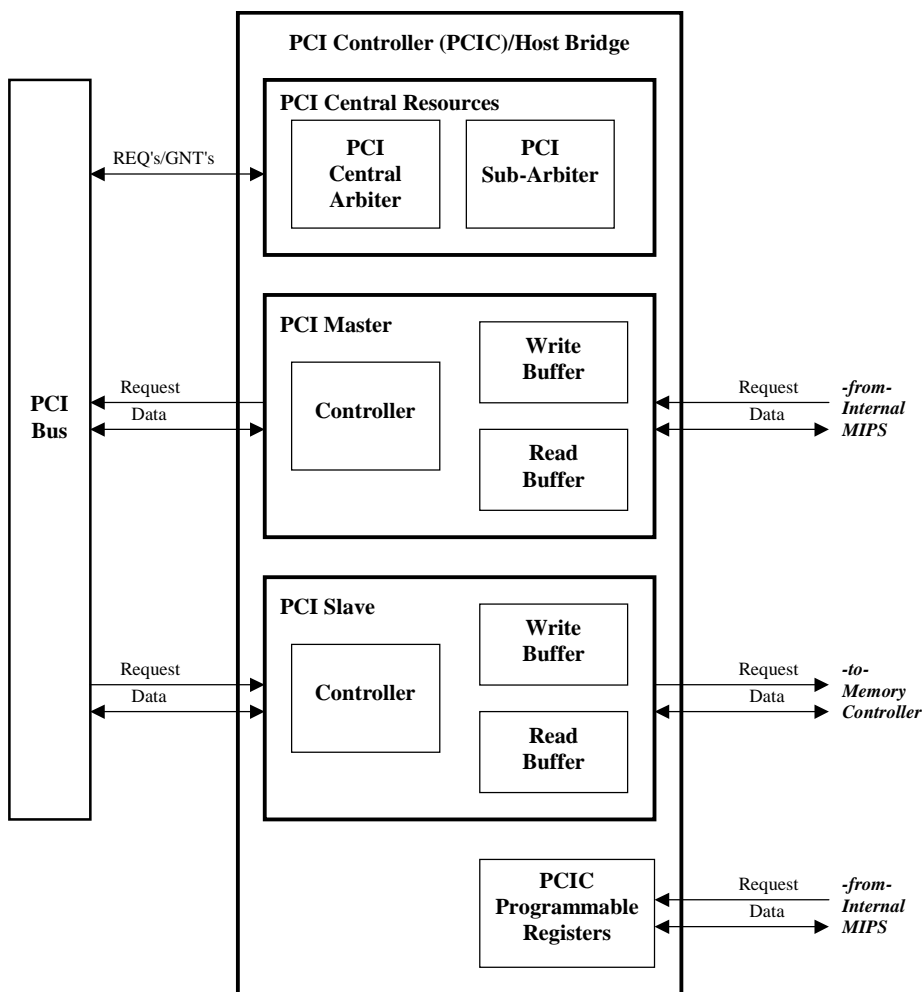 PCI Controller (PCIC)/Host Bridge
PCI Central Resources
PCI
Central
Arbiter
PCI
Sub-Arbiter
REQ's/GNT's
PCI Master
Write
Buffer
Controller
Read
Buffer
Request
Data
PCI
Bus
Request
Data
-from-
Internal
MIPS
PCI Slave
Write
Buffer
Controller
Read
Buffer
Request
Data
Request
Data
-to-
Memory
Controller
PCIC
Programmable
Registers
Request
Data
-from-
Internal
MIPS